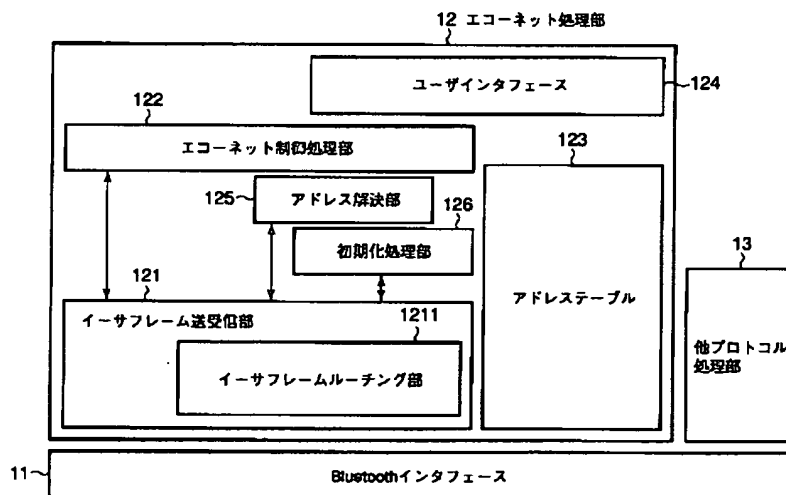 12 エコーネット処理部
ユーザインタフェース
124
122
エコーネット制御処理部
123
125
アドレス解決部
126
初期化処理部
アドレステーブル
13
他プロトコル
処理部
121
イーサフレーム送受信部
1211
イーサフレームルーチング部
11
Bluetoothインタフェース